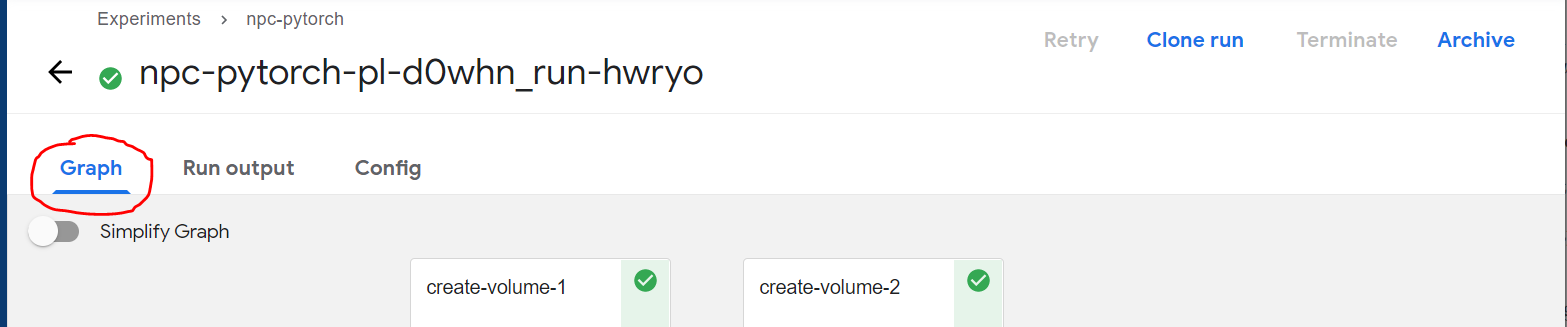 Experiments > npc-pytorch
Retry Clone run Terminate Archive
npc-pytorch-pl-d0whn_run-hwryo
Graph Run output Config
Simplify Graph
create-volume-1 create-volume-2